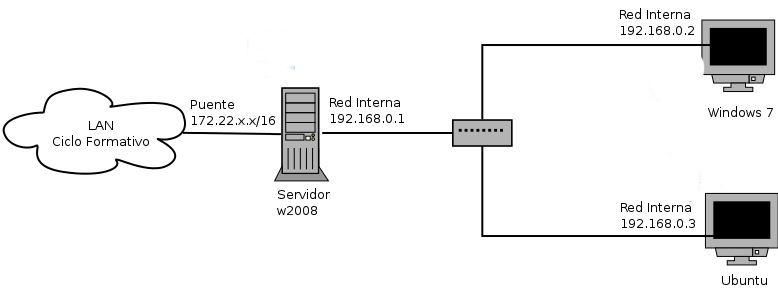 LAN
Ciclo Formativo
Puente
172.22.x.x/16
Servidor
w2008
Red Interna
192.168.0.1
Red Interna
192.168.0.2
Windows 7
Red Interna
192.168.0.3
Ubuntu